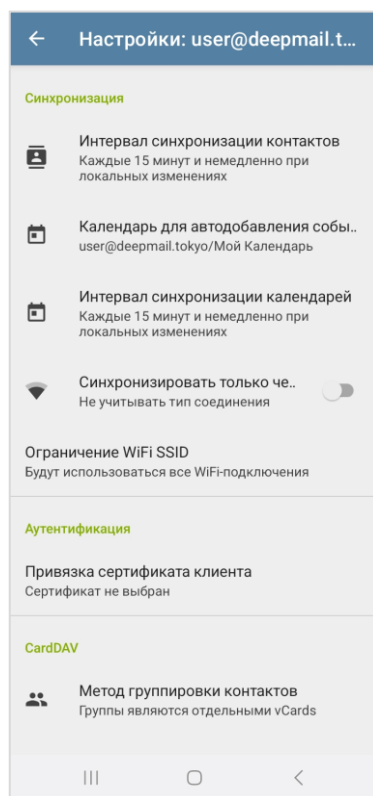 Настройки: user@deepmail.t...
Синхронизация
Интервал синхронизации контактов
Каждые 15 минут и немедленно при
локальных изменениях
Календарь для автодобавления собы..
user@deepmail.tokyo/Мой Календарь
Интервал синхронизации календарей
Каждые 15 минут и немедленно при
локальных изменениях
Синхронизировать только че..
Не учитывать тип соединения
Ограничение WiFi SSID
Будут использоваться все WiFi-подключения
Аутентификация
Привязка сертификата клиента
Сертификат не выбран
CardDAV
Метод группировки контактов
Группы являются отдельными vCards